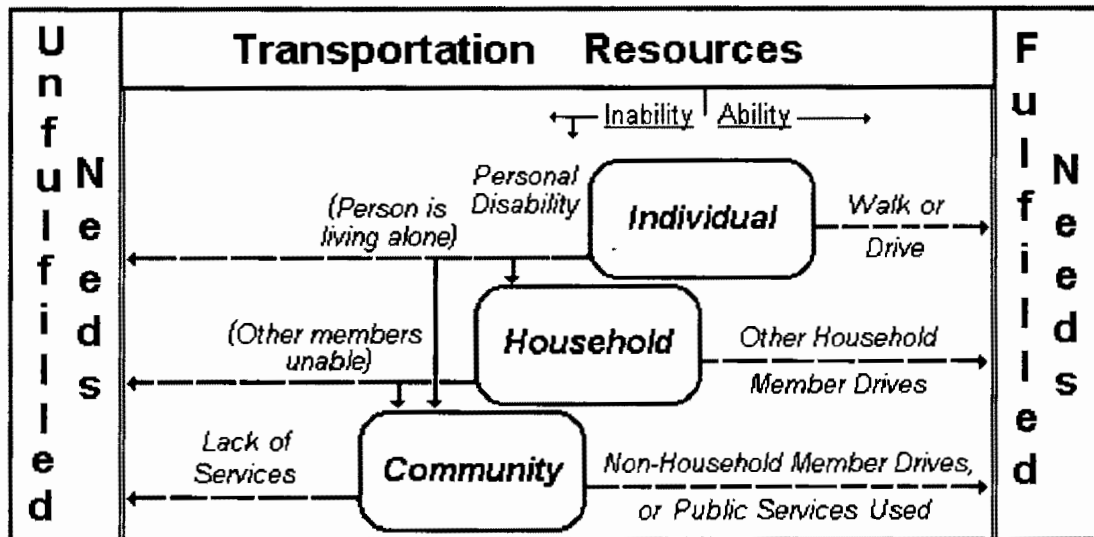 Unfulfilled
Needs
Transportation Resources
Inability Ability
Personal
Disability
(Person is
living alone)
Individual
Walk or
Drive
(Other members
unable)
Household
Other Household
Member Drives
Lack of
Services
Community
Non-Household Member Drives,
or Public Services Used
Fulfilled
Needs